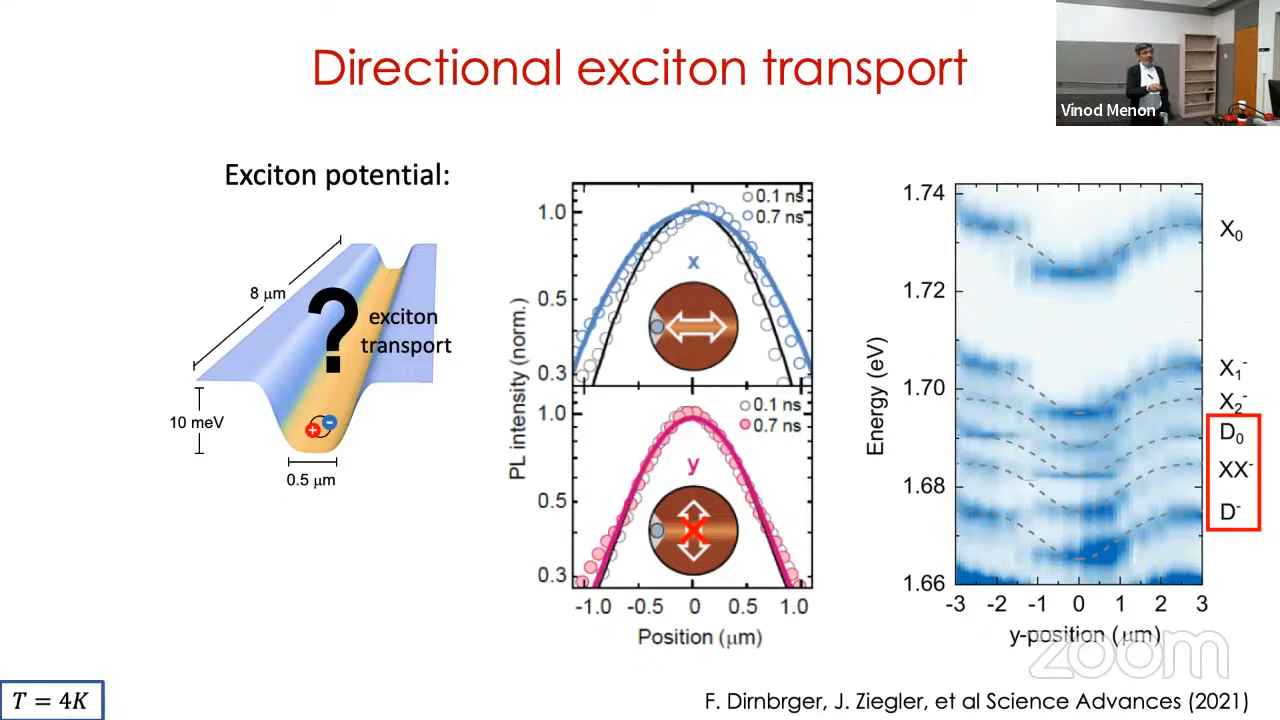 Directional exciton transport
Vinod Menon
Exciton potential:
8 μm
?
exciton
transport
10 meV
+
-
0.5 μm
PL intensity (norm.)
1.0
0.5
0.3
0.1 ns
0.7 ns
x
1.0
0.5
0.3
0.1 ns
0.7 ns
y
-1.0 -0.5 0 0.5 1.0
Position (μm)
Energy (eV)
1.74
1.72
1.70
1.68
1.66
X₀
X₁⁻
X₂⁻
D₀
XX⁻
D⁻
-3 -2 -1 0 1 2 3
y-position (μm)
zoom
T = 4K
F. Dirnbrger, J. Ziegler, et al Science Advances (2021)